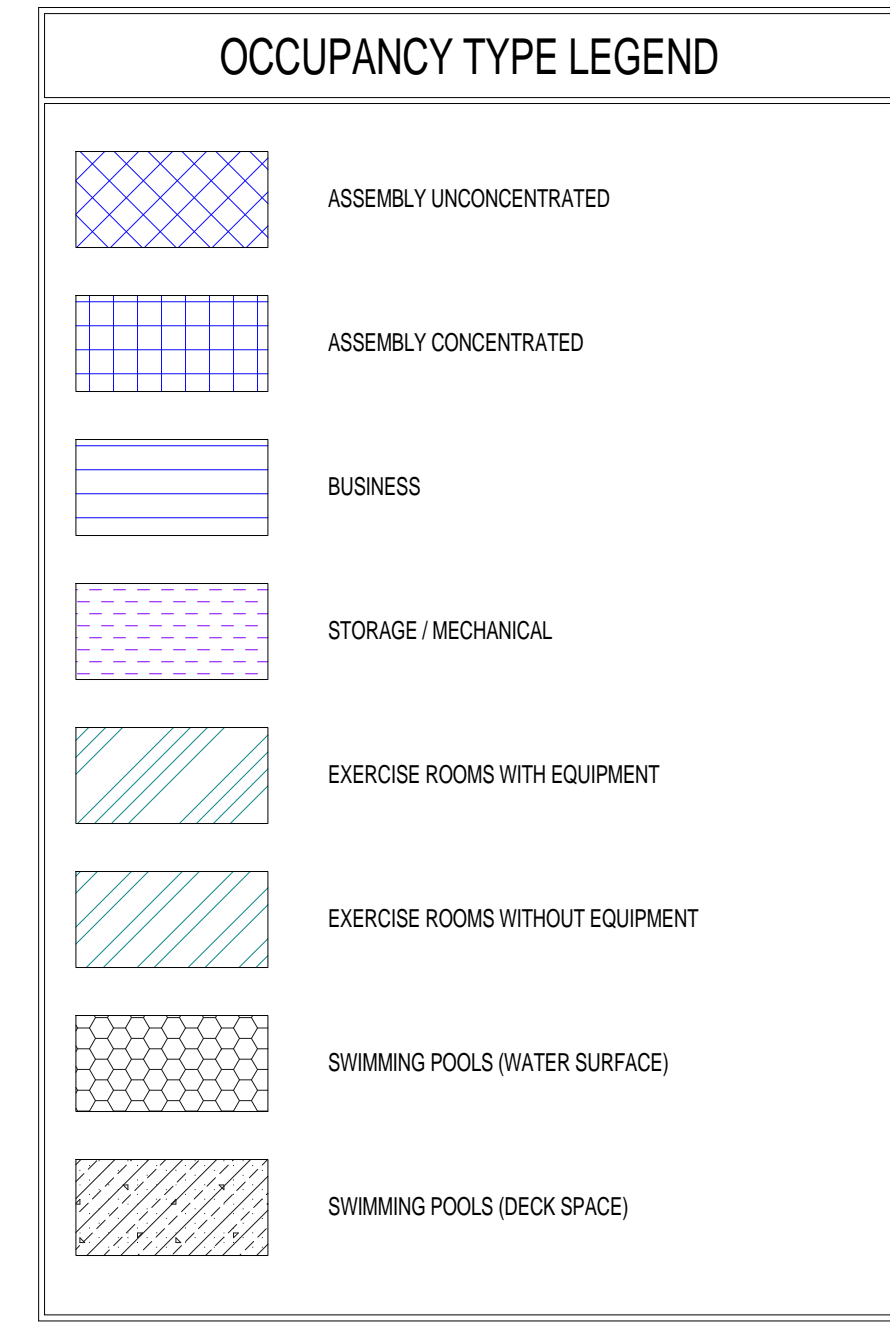 OCCUPANCY TYPE LEGEND
ASSEMBLY UNCONCENTRATED
ASSEMBLY CONCENTRATED
BUSINESS
STORAGE / MECHANICAL
EXERCISE ROOMS WITH EQUIPMENT
EXERCISE ROOMS WITHOUT EQUIPMENT
SWIMMING POOLS (WATER SURFACE)
SWIMMING POOLS (DECK SPACE)